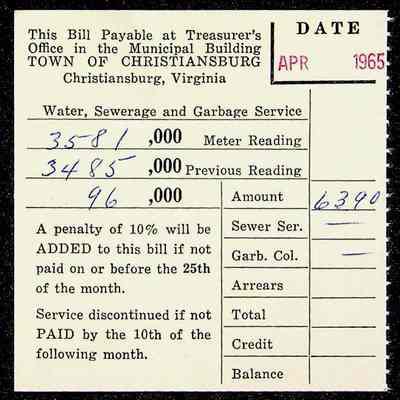 This Bill Payable at Treasurer's
Office in the Municipal Building
TOWN OF CHRISTIANSBURG
Christiansburg, Virginia
DATE
APR 1965
Water, Sewerage and Garbage Service
3581 ,000 Meter Reading
3485 ,000 Previous Reading
96 ,000
Amount 6390
Sewer Ser. —
Garb. Col. —
Arrears
Total
Credit
Balance
A penalty of 10% will be
ADDED to this bill if not
paid on or before the 25th
of the month.
Service discontinued if not
PAID by the 10th of the
following month.